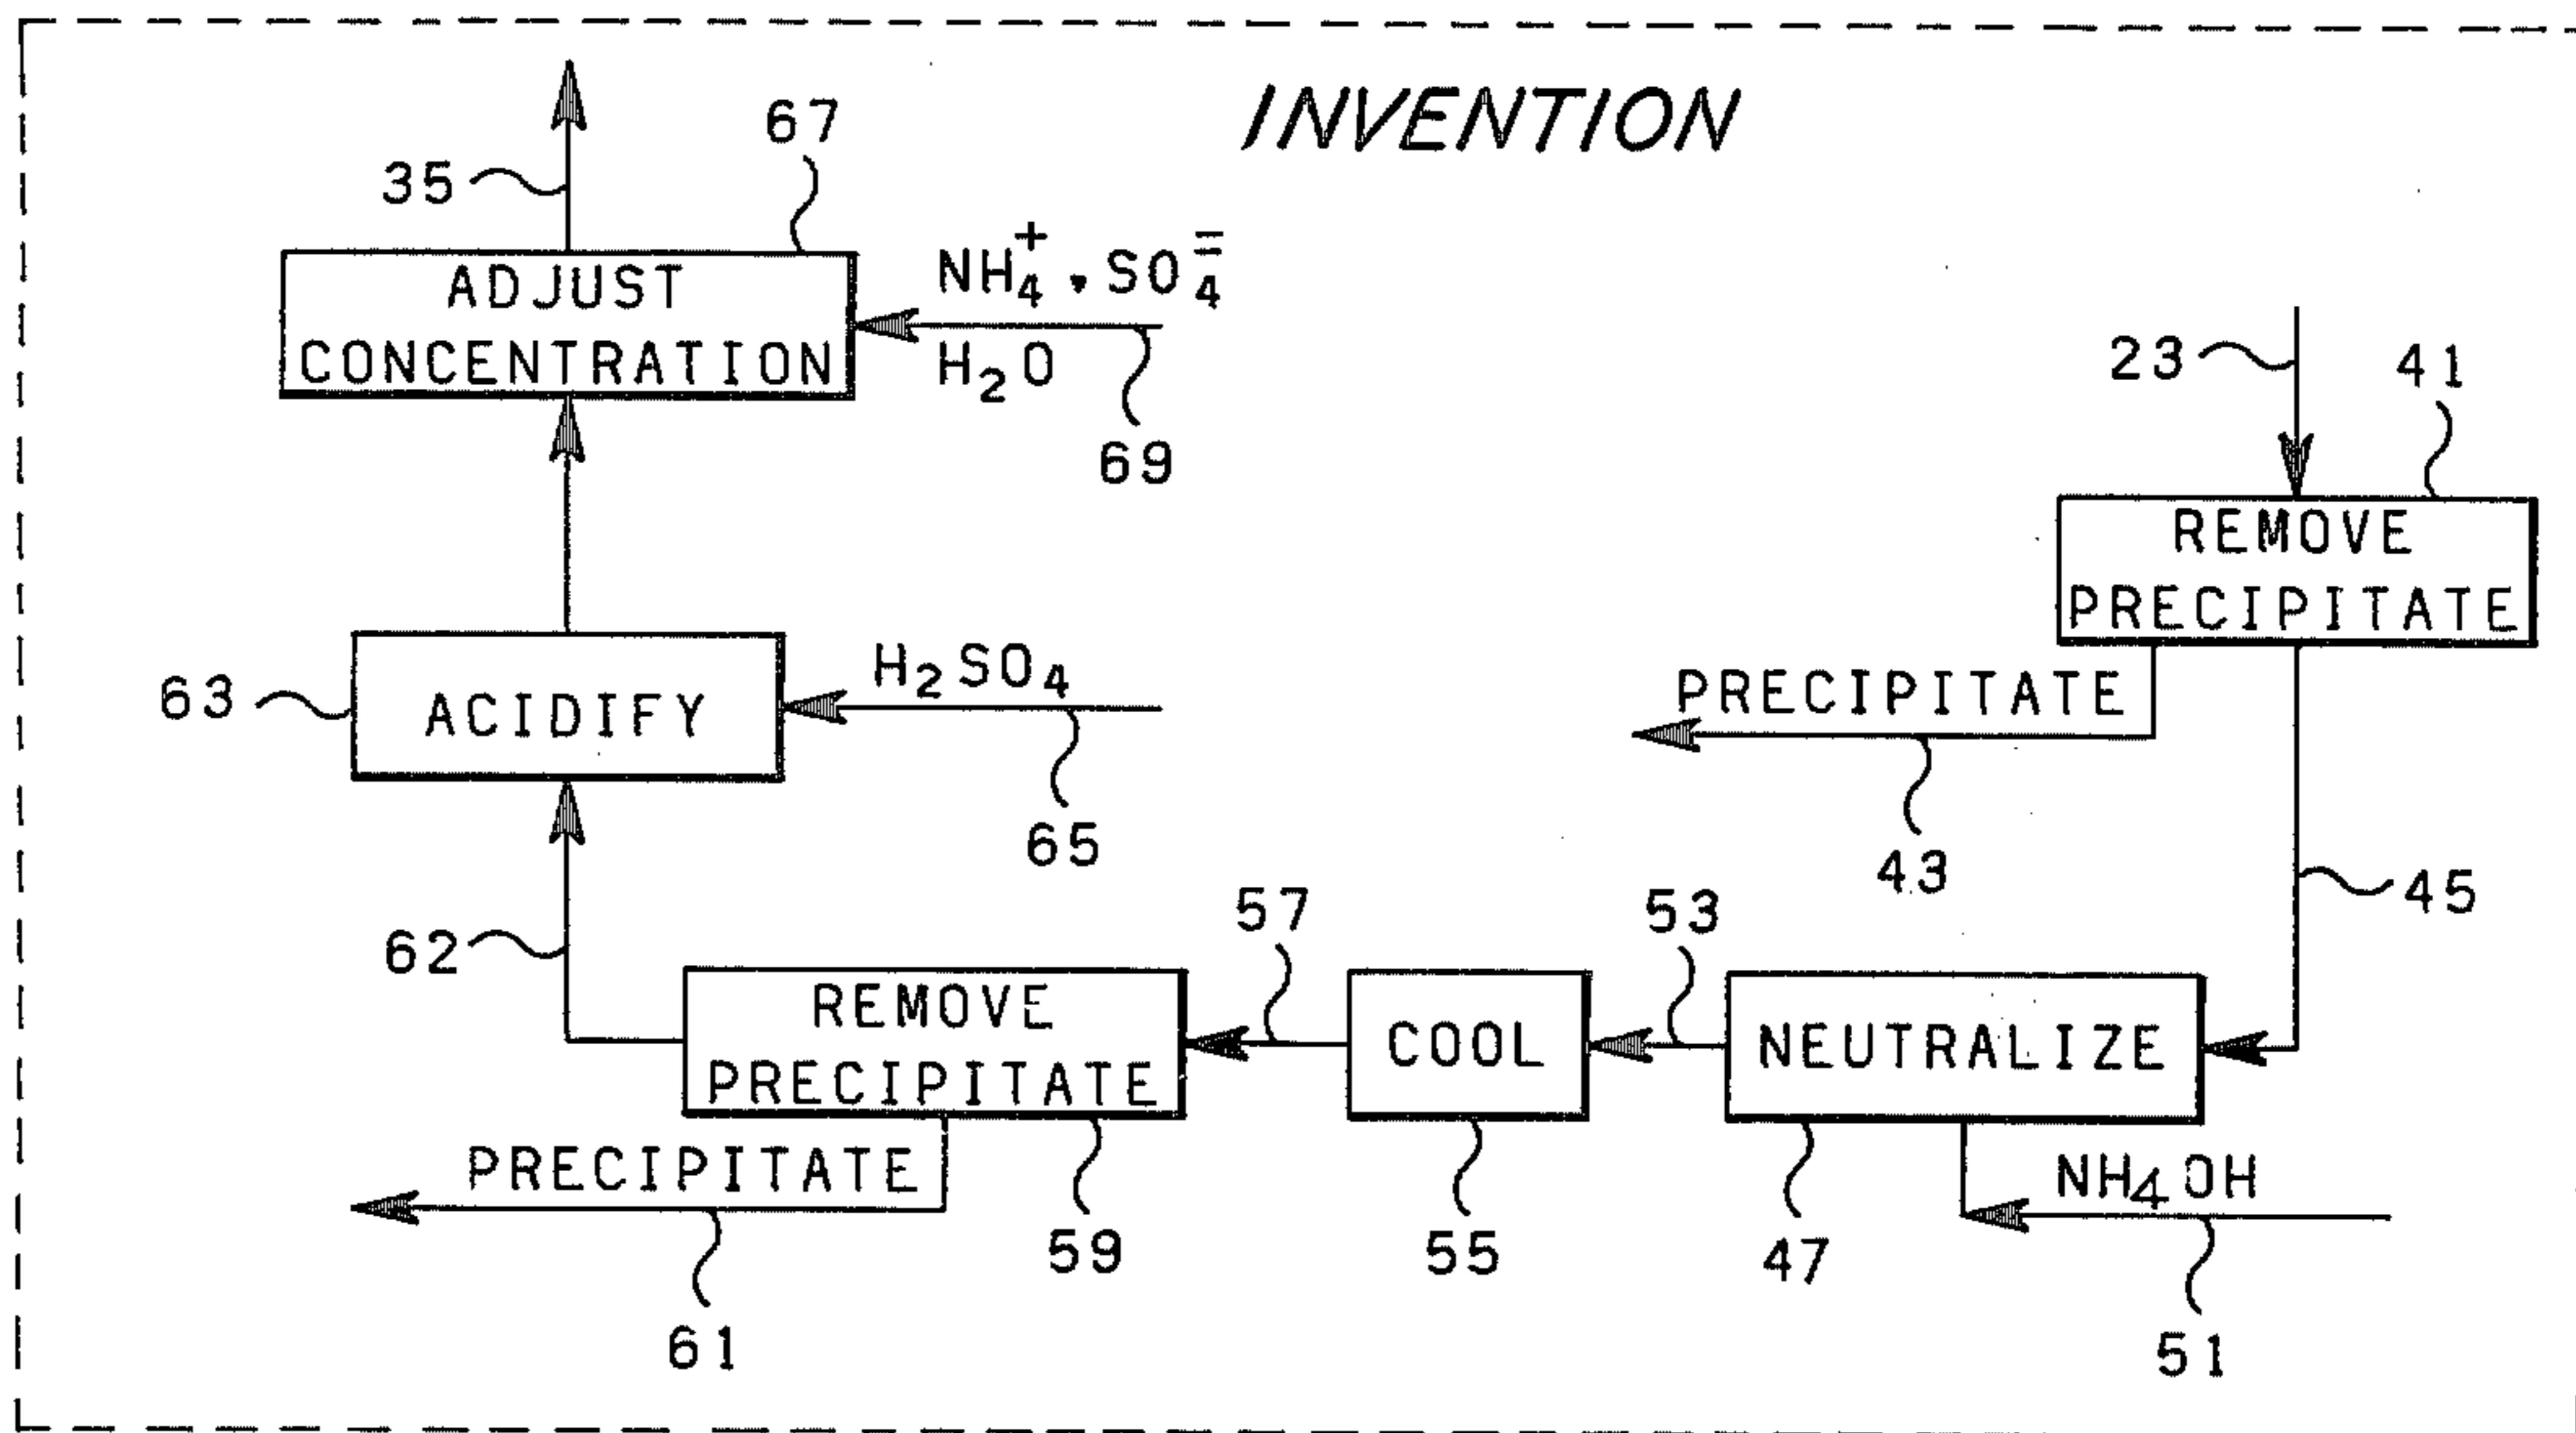 INVENTION
67
35
ADJUST
CONCENTRATION
NH₄⁺, SO₄⁼
H₂O
69
23
41
REMOVE
PRECIPITATE
PRECIPITATE
43
45
63
ACIDIFY
H₂SO₄
65
62
57
53
REMOVE
PRECIPITATE
COOL
NEUTRALIZE
PRECIPITATE
61
59
55
47
NH₄OH
51